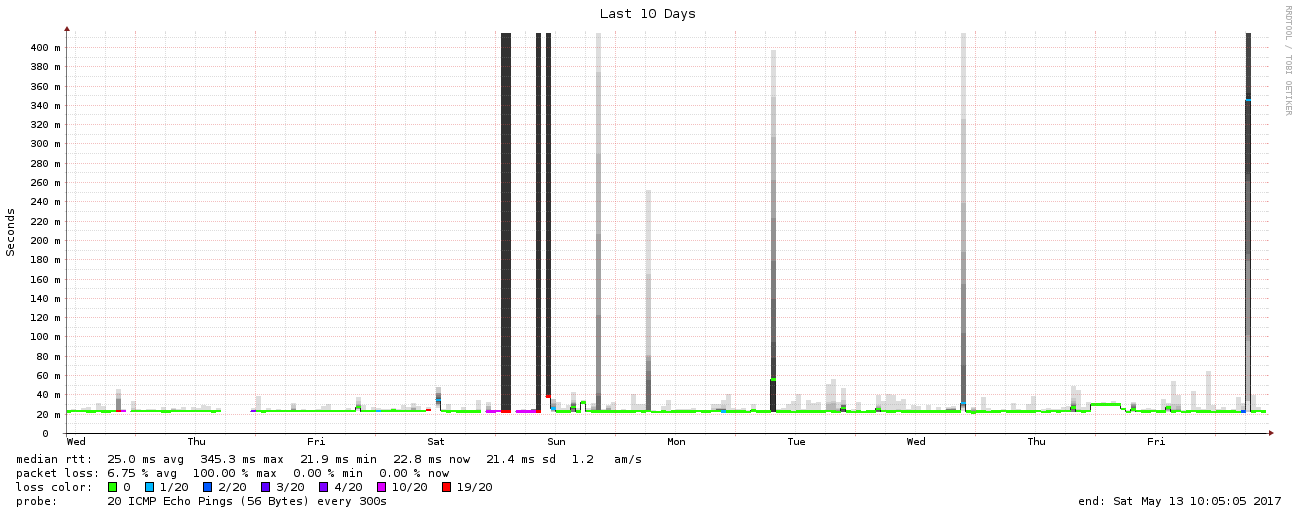 Last 10 Days
RRDTOOL / TOBI OETIKER
Seconds
400 m
380 m
360 m
340 m
320 m
300 m
280 m
260 m
240 m
220 m
200 m
180 m
160 m
140 m
120 m
100 m
80 m
60 m
40 m
20 m
0
Wed Thu Fri Sat Sun Mon Tue Wed Thu Fri
median rtt: 25.0 ms avg 345.3 ms max 21.9 ms min 22.8 ms now 21.4 ms sd 1.2 am/s
packet loss: 6.75 % avg 100.00 % max 0.00 % min 0.00 % now
loss color: 0 1/20 2/20 3/20 4/20 10/20 19/20
probe: 20 ICMP Echo Pings (56 Bytes) every 300s end: Sat May 13 10:05:05 2017